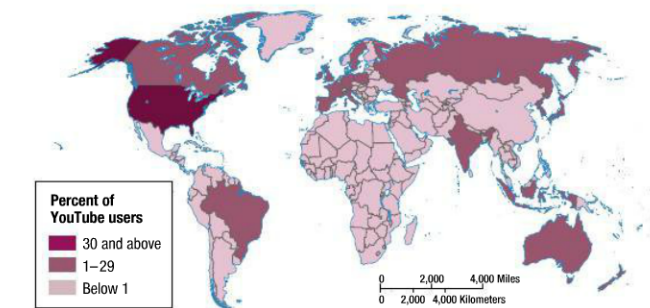 Percent of
YouTube users
30 and above
1–29
Below 1
0 2,000 4,000 Miles
0 2,000 4,000 Kilometers